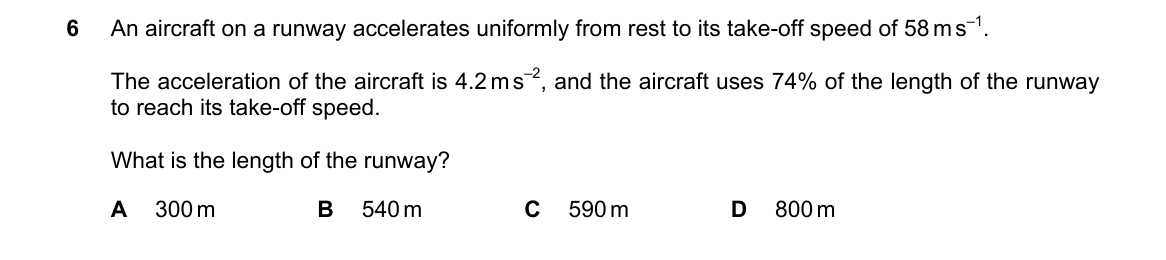 6 An aircraft on a runway accelerates uniformly from rest to its take-off speed of 58 m s⁻¹.
The acceleration of the aircraft is 4.2 m s⁻², and the aircraft uses 74% of the length of the runway
to reach its take-off speed.
What is the length of the runway?
A 300 m B 540 m C 590 m D 800 m